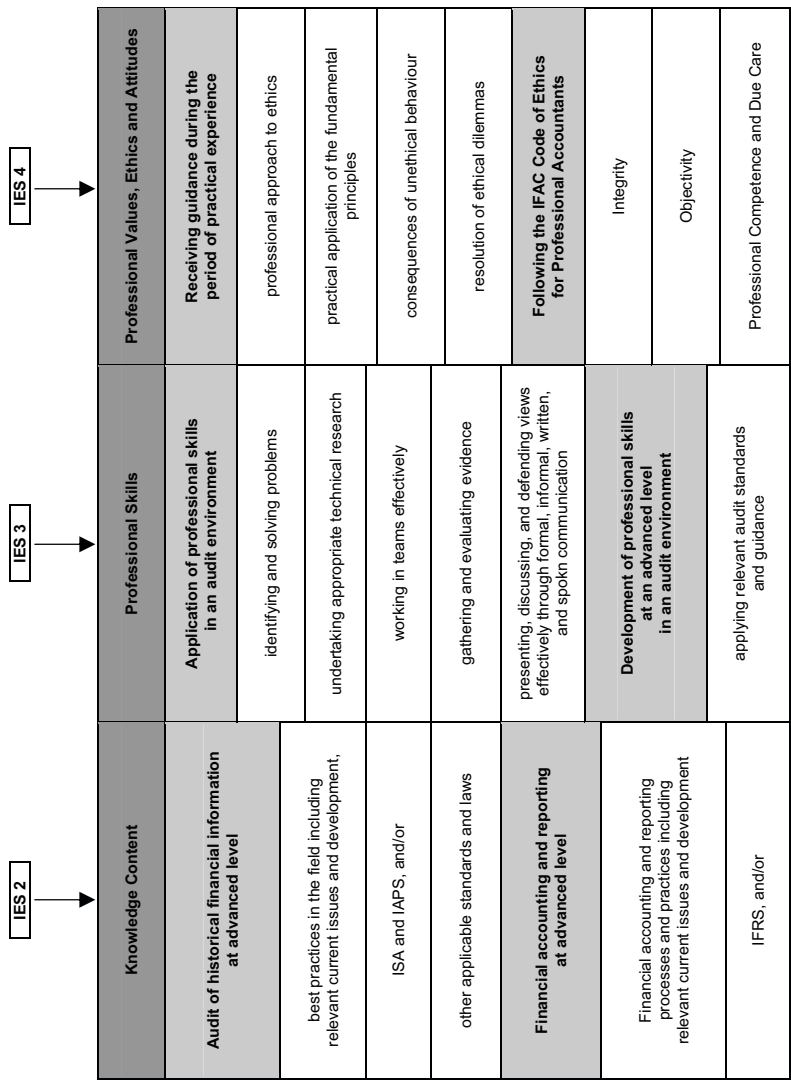 IES 2
Knowledge Content
Audit of historical financial information
at advanced level
best practices in the field including
relevant current issues and development,
ISA and IAPS, and/or
other applicable standards and laws
Financial accounting and reporting
at advanced level
Financial accounting and reporting
processes and practices including
relevant current issues and development
IFRS, and/or
IES 3
Professional Skills
Application of professional skills
in an audit environment
identifying and solving problems
undertaking appropriate technical research
working in teams effectively
gathering and evaluating evidence
presenting, discussing, and defending views
effectively through formal, informal, written,
and spokn communication
Development of professional skills
at an advanced level
in an audit environment
applying relevant audit standards
and guidance
IES 4
Professional Values, Ethics and Attitudes
Receiving guidance during the
period of practical experience
professional approach to ethics
practical application of the fundamental
principles
consequences of unethical behaviour
resolution of ethical dilemmas
Following the IFAC Code of Ethics
for Professional Accountants
Integrity
Objectivity
Professional Competence and Due Care